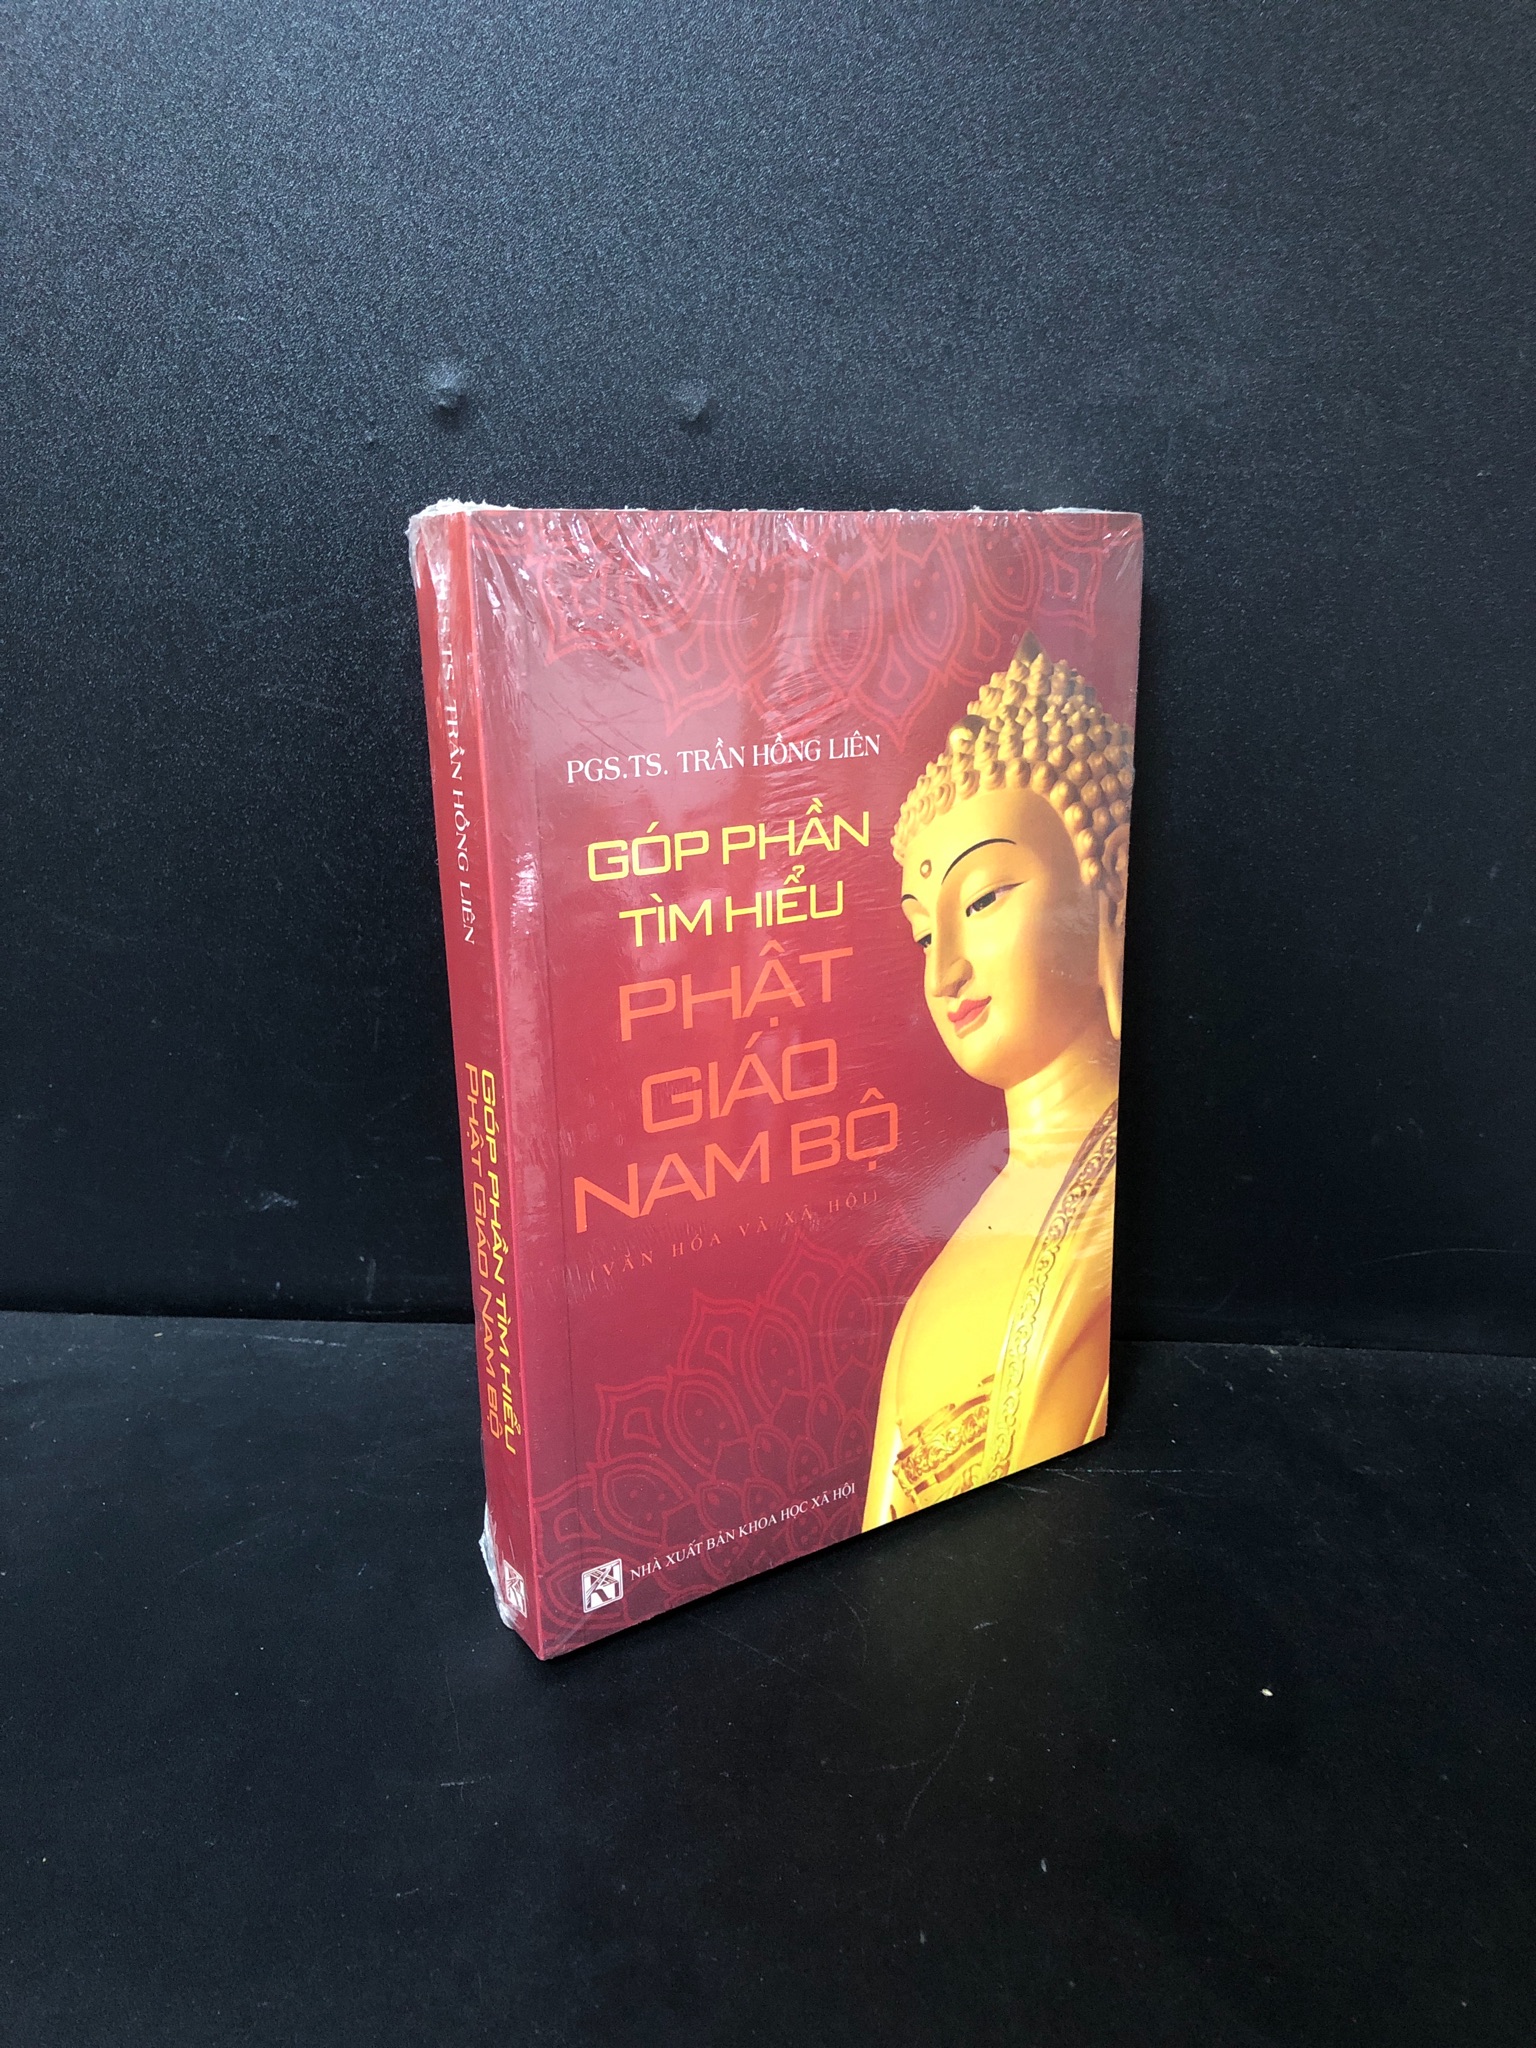 PGS.TS. TRẦN HỒNG LIÊN
GÓP PHẦN
TÌM HIỂU
PHẬT
GIÁO
NAM BỘ
(VĂN HÓA VÀ XÃ HỘI)
NHÀ XUẤT BẢN KHOA HỌC XÃ HỘI
TS. TRẦN HỒNG LIÊN
GÓP PHẦN TÌM HIỂU
PHẬT GIÁO NAM BỘ